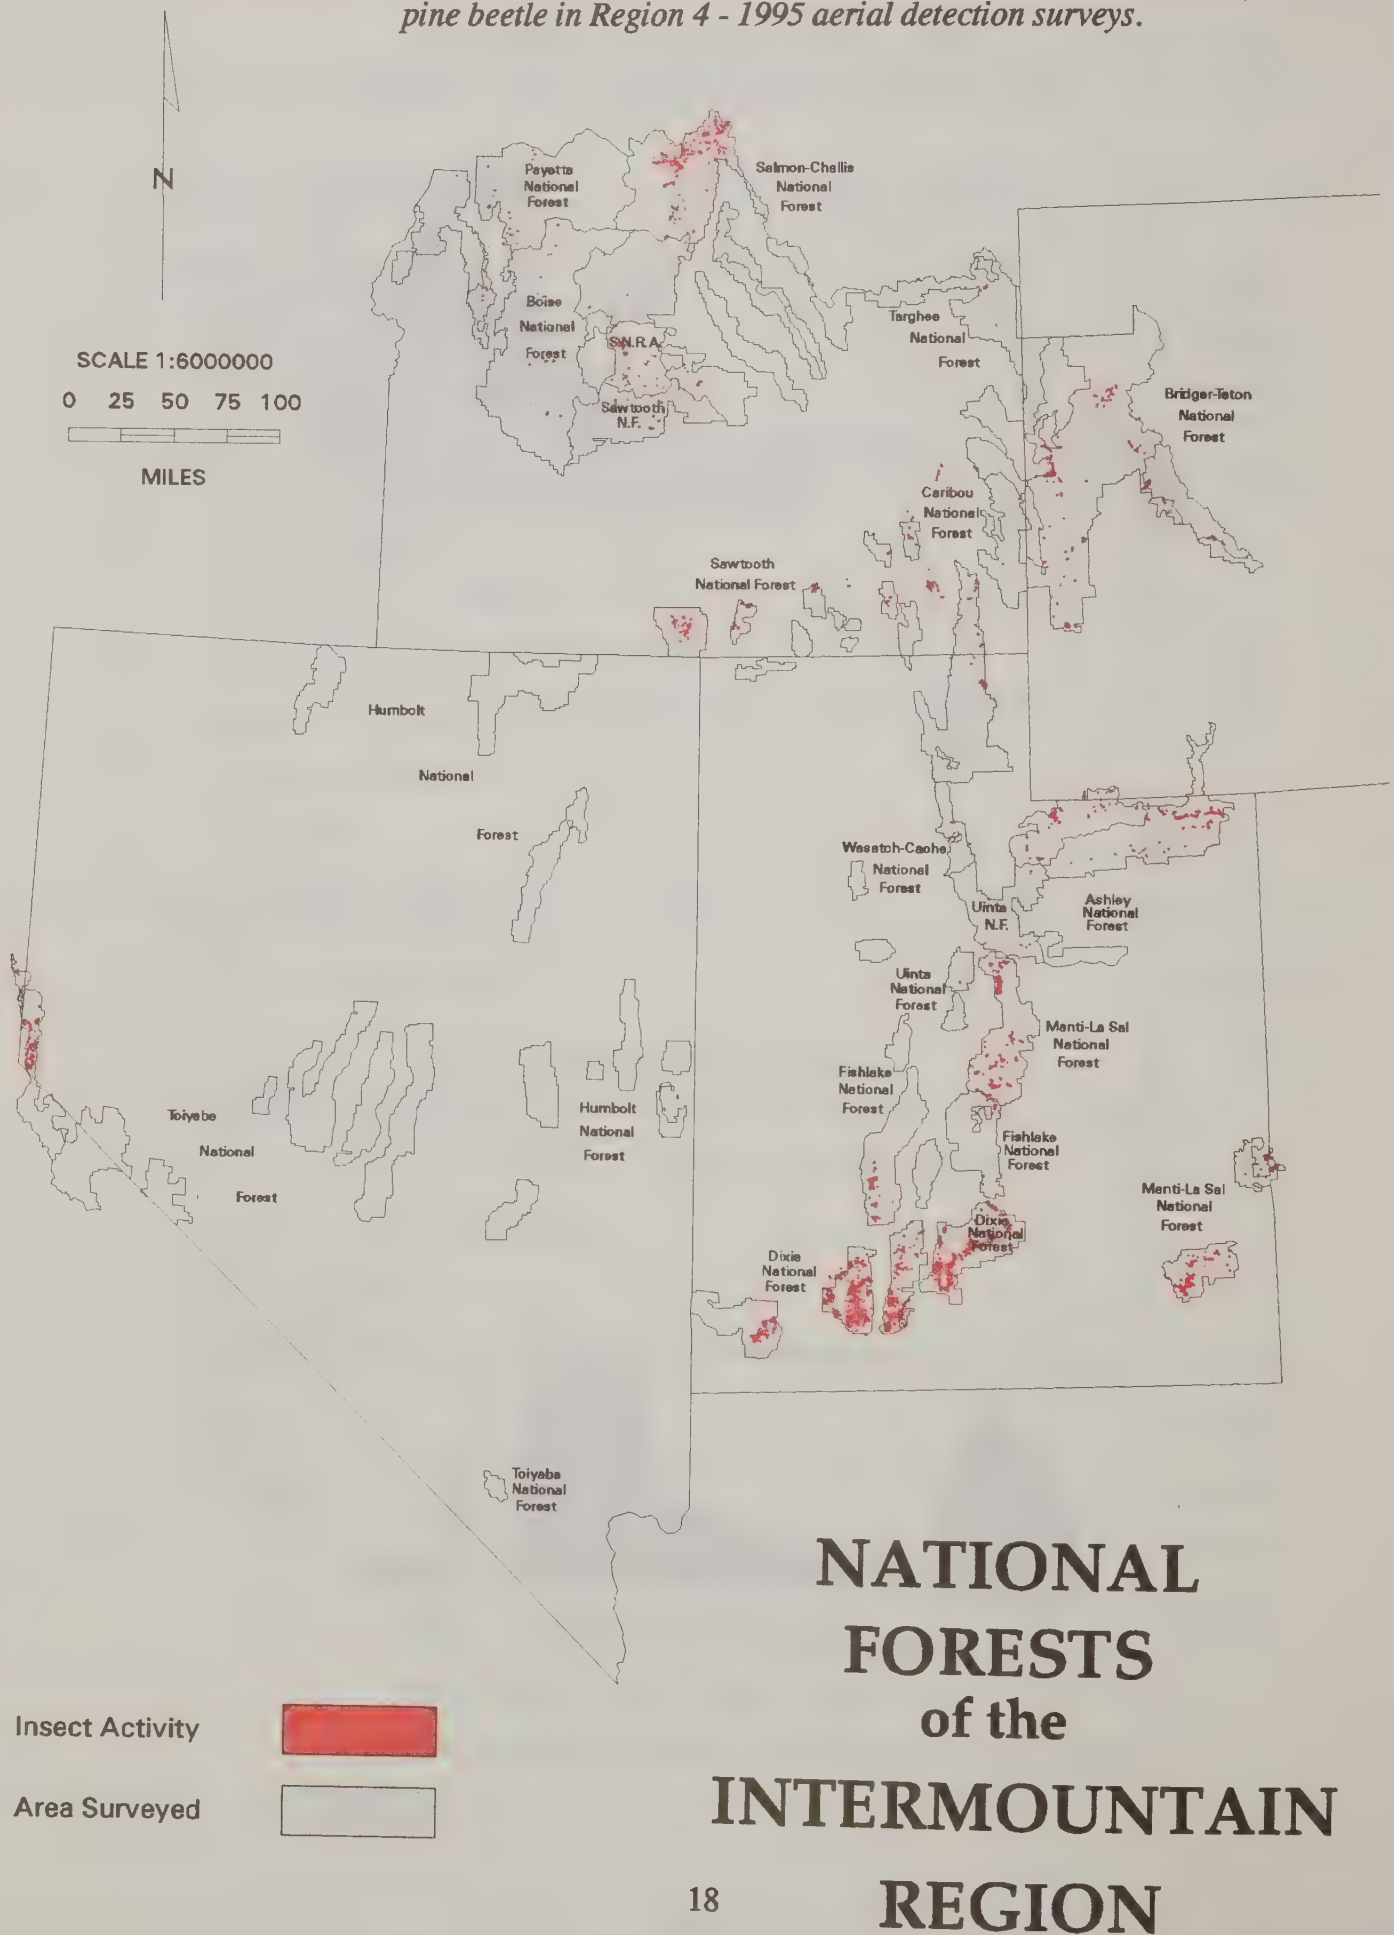 pine beetle in Region 4 - 1995 aerial detection surveys.
N
Payette
National
Forest
Salmon-Challis
National
Forest
Boise
National
Forest
S.N.R.A.
Sawtooth
N.F.
Targhee
National
Forest
SCALE 1:6000000
0 25 50 75 100
MILES
Bridger-Teton
National
Forest
Caribou
National
Forest
Sawtooth
National Forest
Humbolt
National
Forest
Wasatch-Cache
National
Forest
Uinta
N.F.
Ashley
National
Forest
Uinta
National
Forest
Manti-La Sal
National
Forest
Fishlake
National
Forest
Toiyabe
National
Forest
Humbolt
National
Forest
Fishlake
National
Forest
Manti-La Sal
National
Forest
Dixie
National
Forest
Dixie
National
Forest
Toiyabe
National
Forest
NATIONAL
FORESTS
of the
INTERMOUNTAIN
REGION
Insect Activity
Area Surveyed
18